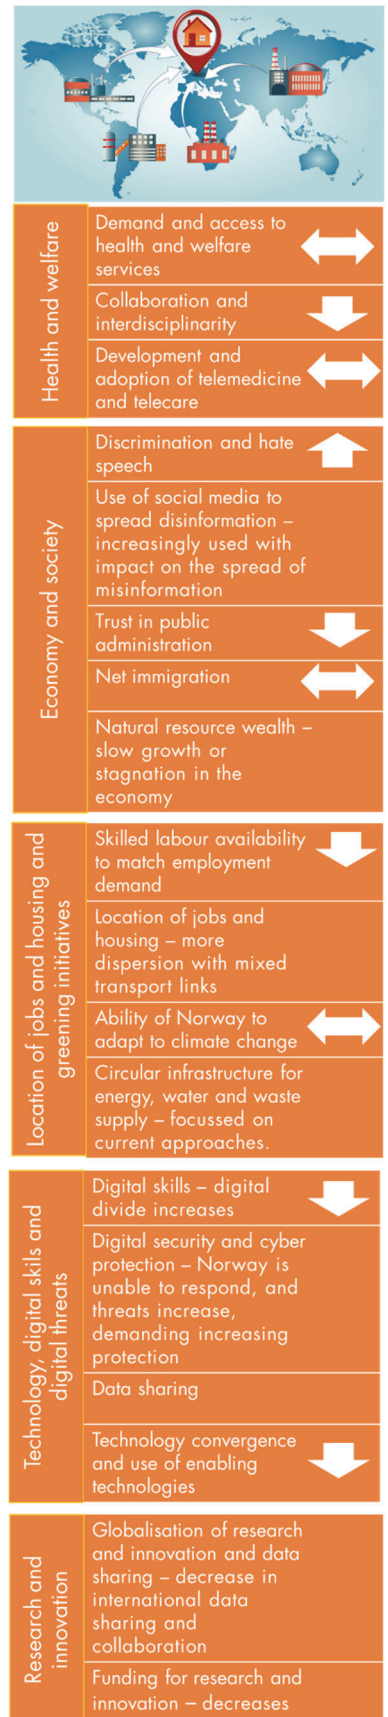 Health and welfare
Demand and access to
health and welfare
services
Collaboration and
interdisciplinarity
Development and
adoption of telemedicine
and telecare
Economy and society
Discrimination and hate
speech
Use of social media to
spread disinformation –
increasingly used with
impact on the spread of
misinformation
Trust in public
administration
Net immigration
Natural resource wealth –
slow growth or
stagnation in the
economy
Location of jobs and housing and
greening initiatives
Skilled labour availability
to match employment
demand
Location of jobs and
housing – more
dispersion with mixed
transport links
Ability of Norway to
adapt to climate change
Circular infrastructure for
energy, water and waste
supply – focussed on
current approaches.
Technology, digital skils and
digital threats
Digital skills – digital
divide increases
Digital security and cyber
protection – Norway is
unable to respond, and
threats increase,
demanding increasing
protection
Data sharing
Technology convergence
and use of enabling
technologies
Research and
innovation
Globalisation of research
and innovation and data
sharing – decrease in
international data
sharing and
collaboration
Funding for research and
innovation – decreases